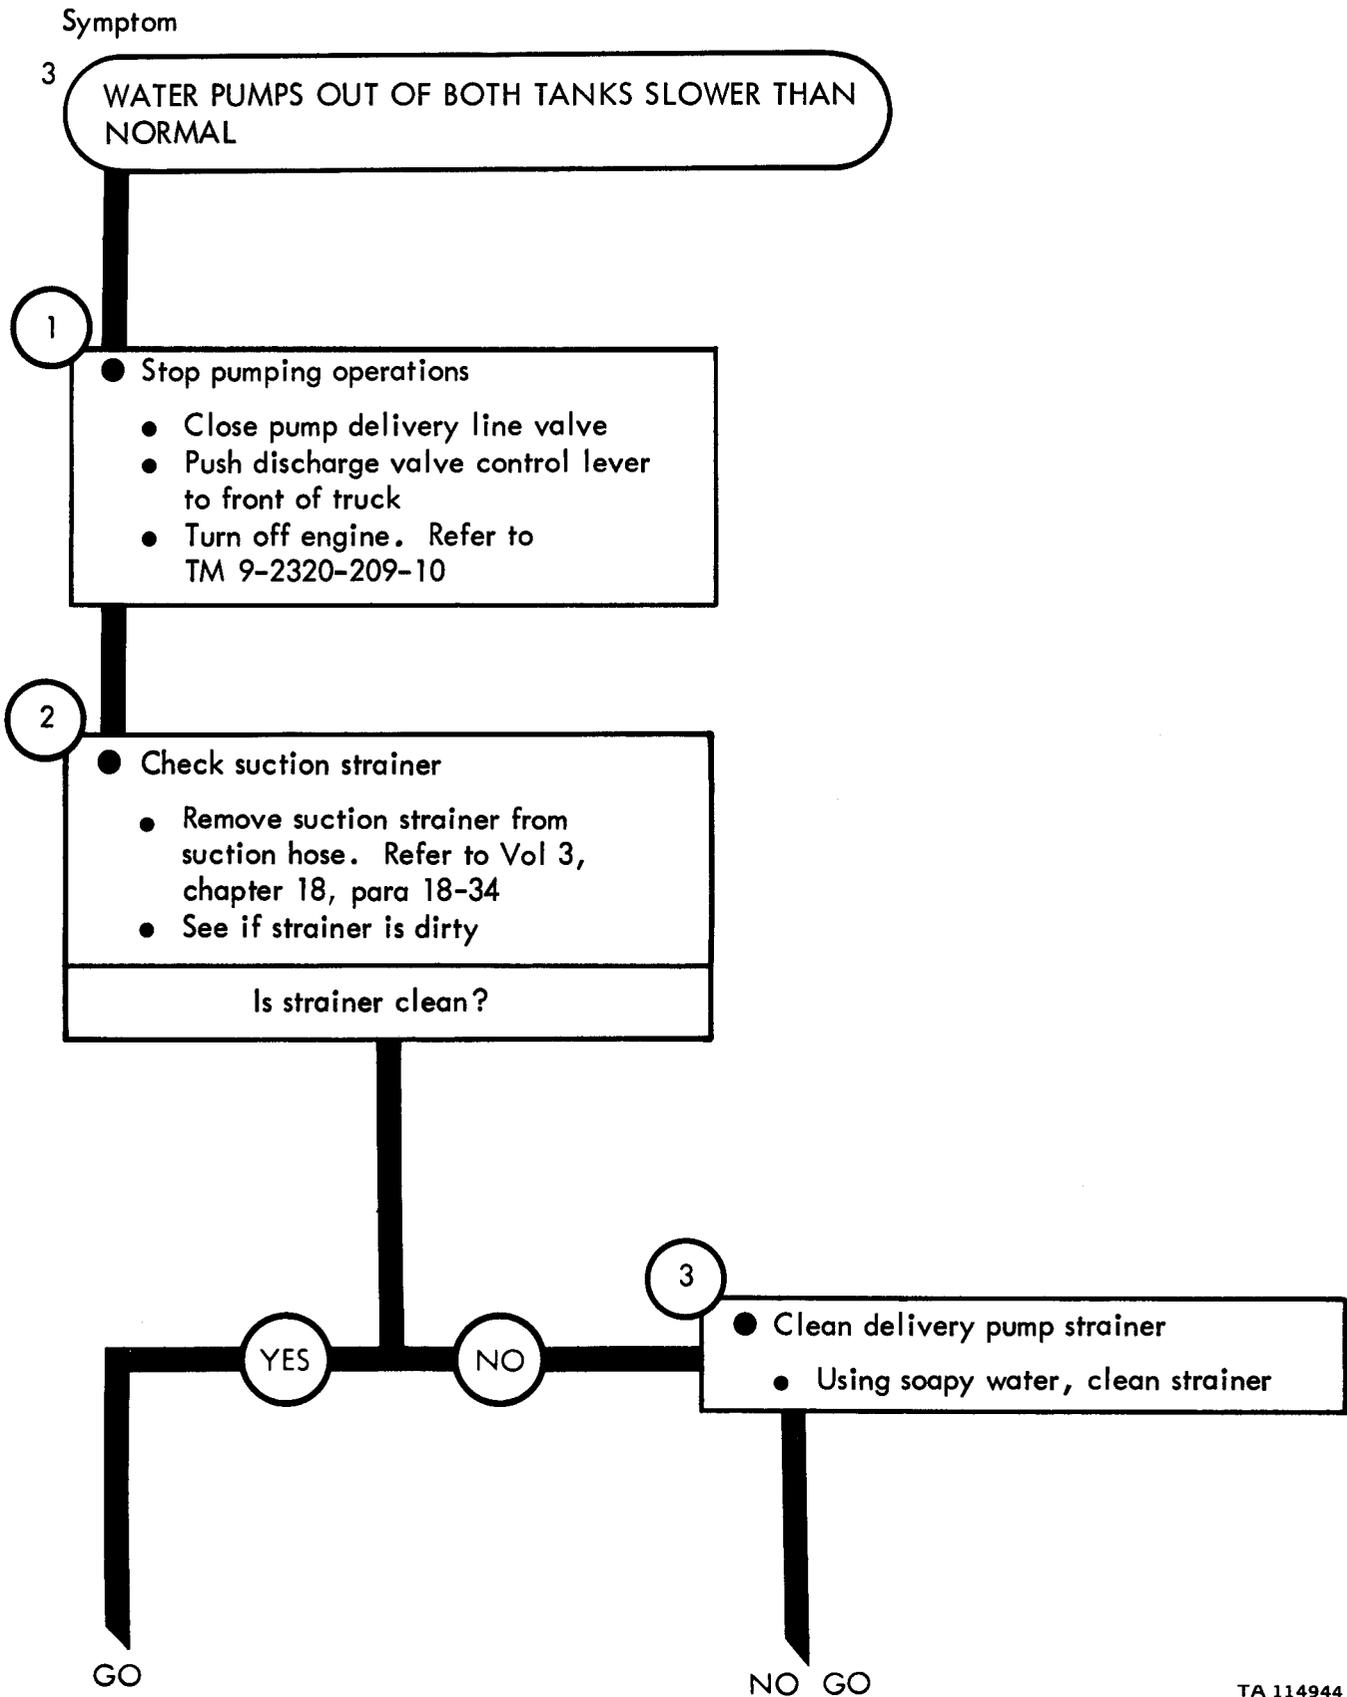 Symptom
3
WATER PUMPS OUT OF BOTH TANKS SLOWER THAN
NORMAL
1
● Stop pumping operations
● Close pump delivery line valve
● Push discharge valve control lever
to front of truck
● Turn off engine. Refer to
TM 9-2320-209-10
2
● Check suction strainer
● Remove suction strainer from
suction hose. Refer to Vol 3,
chapter 18, para 18-34
● See if strainer is dirty
Is strainer clean?
3
● Clean delivery pump strainer
● Using soapy water, clean strainer
YES
NO
GO
NO GO
TA 114944